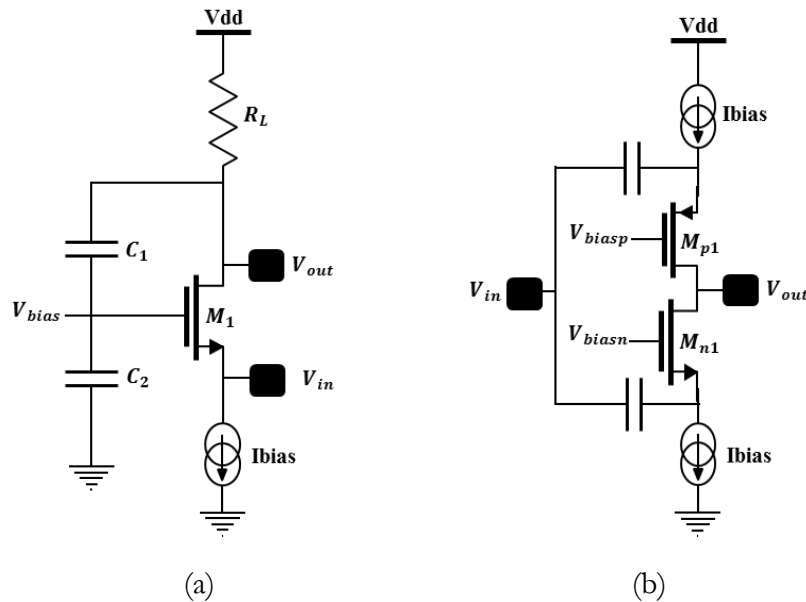 Vdd
R_L
C_1
V_out
V_bias
M_1
C_2
V_in
Ibias
(a)
Vdd
Ibias
V_biasp
M_p1
V_in
V_out
V_biasn
M_n1
Ibias
(b)